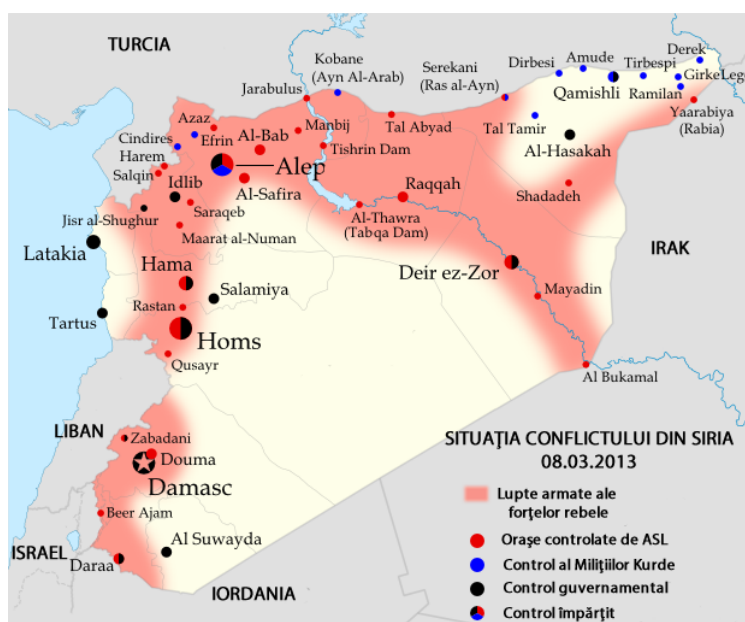 TURCIA
Kobane
(Ayn Al-Arab)
Jarabulus
Serekani
(Ras al-Ayn)
Dirbesi
Amude
Tirbespi
Derek
GirkeLege
Qamishli
Ramilan
Yaarabiya
(Rabia)
Azaz
Cindires
Efrin
Al-Bab
Manbij
Tal Abyad
Tal Tamir
Harem
Salqin
Alep
Tishrin Dam
Al-Hasakah
Idlib
Al-Safira
Raqqah
Shadadeh
Jisr al-Shughur
Saraqeb
Al-Thawra
(Tabqa Dam)
Maarat al-Numan
Latakia
IRAK
Hama
Deir ez-Zor
Salamiya
Mayadin
Tartus
Rastan
Homs
Qusayr
Al Bukamal
LIBAN
Zabadani
Douma
Damasc
Beer Ajam
Al Suwayda
ISRAEL
Daraa
IORDANIA
SITUAȚIA CONFLICTULUI DIN SIRIA
08.03.2013
Lupte armate ale
forțelor rebele
Orașe controlate de ASL
Control al Milițiilor Kurde
Control guvernamental
Control împărțit